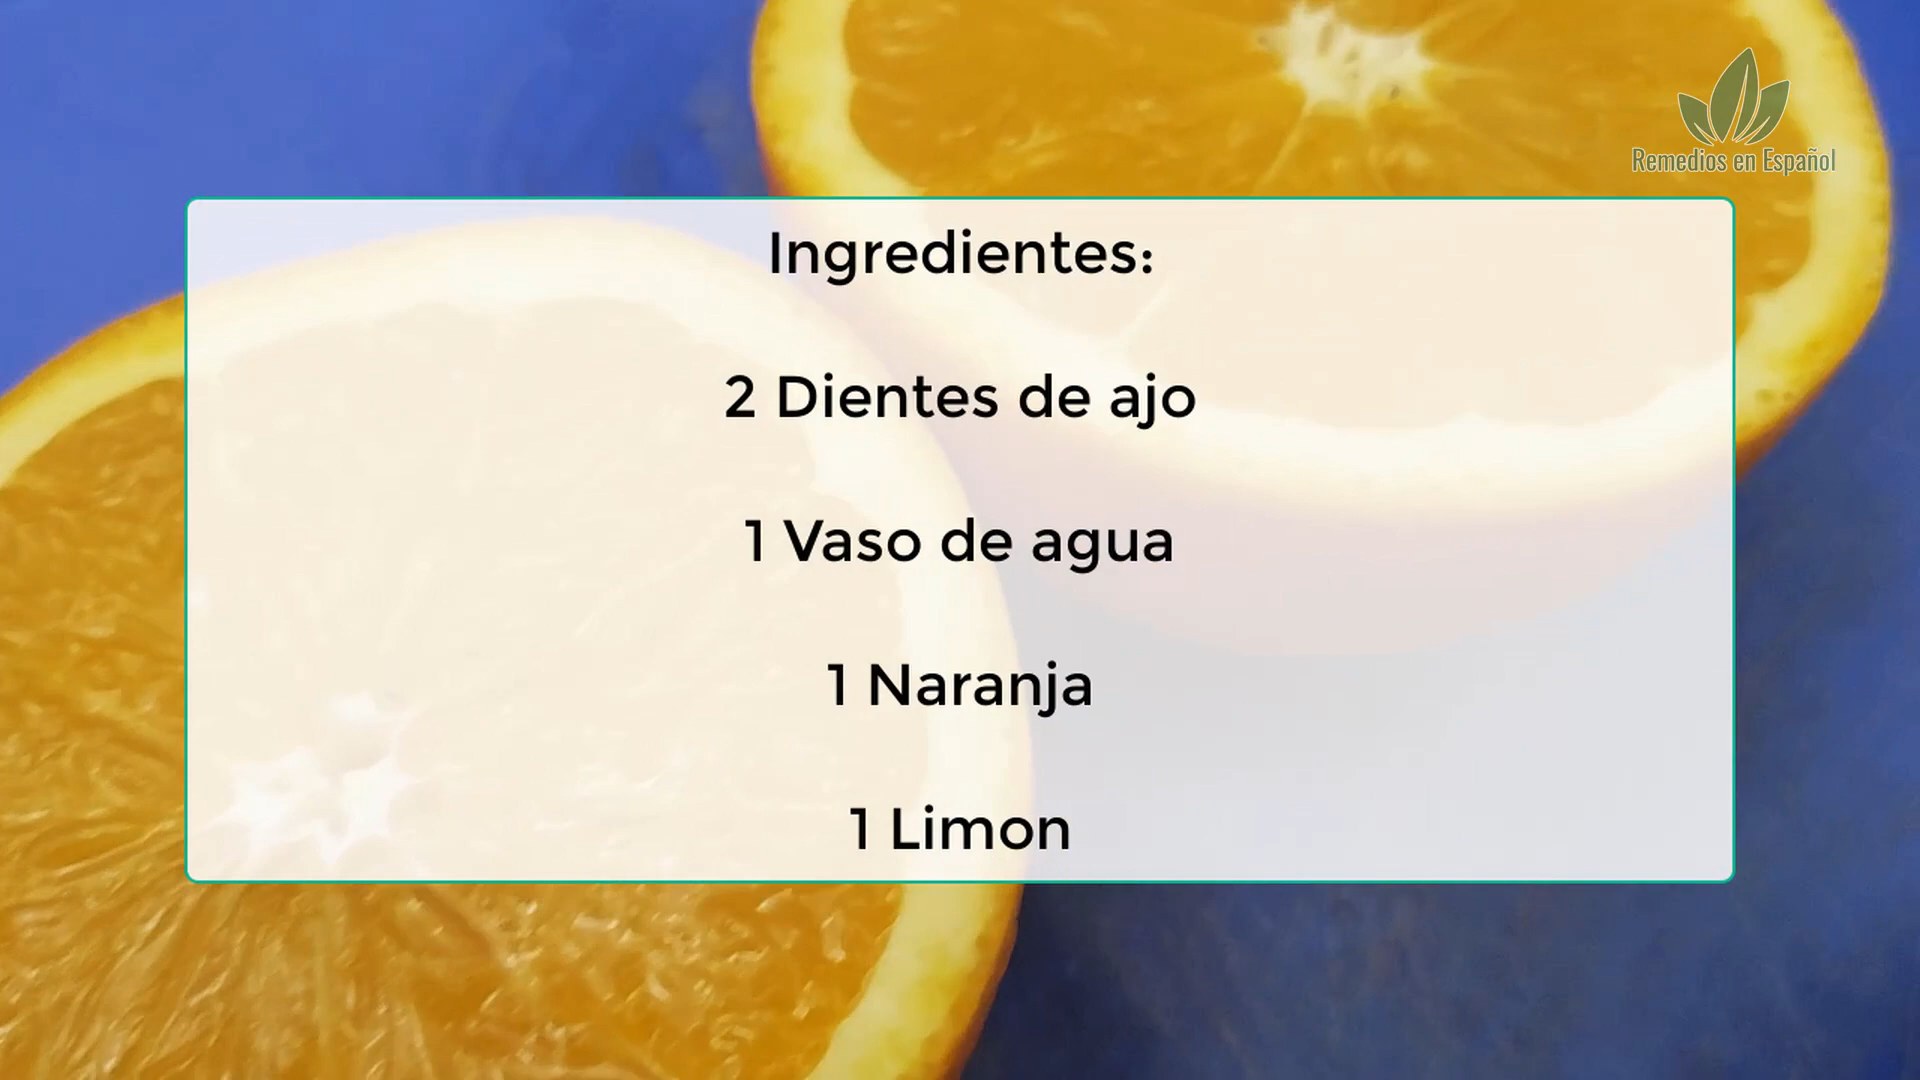 Remedios en Español
Ingredientes:
2 Dientes de ajo
1 Vaso de agua
1 Naranja
1 Limon